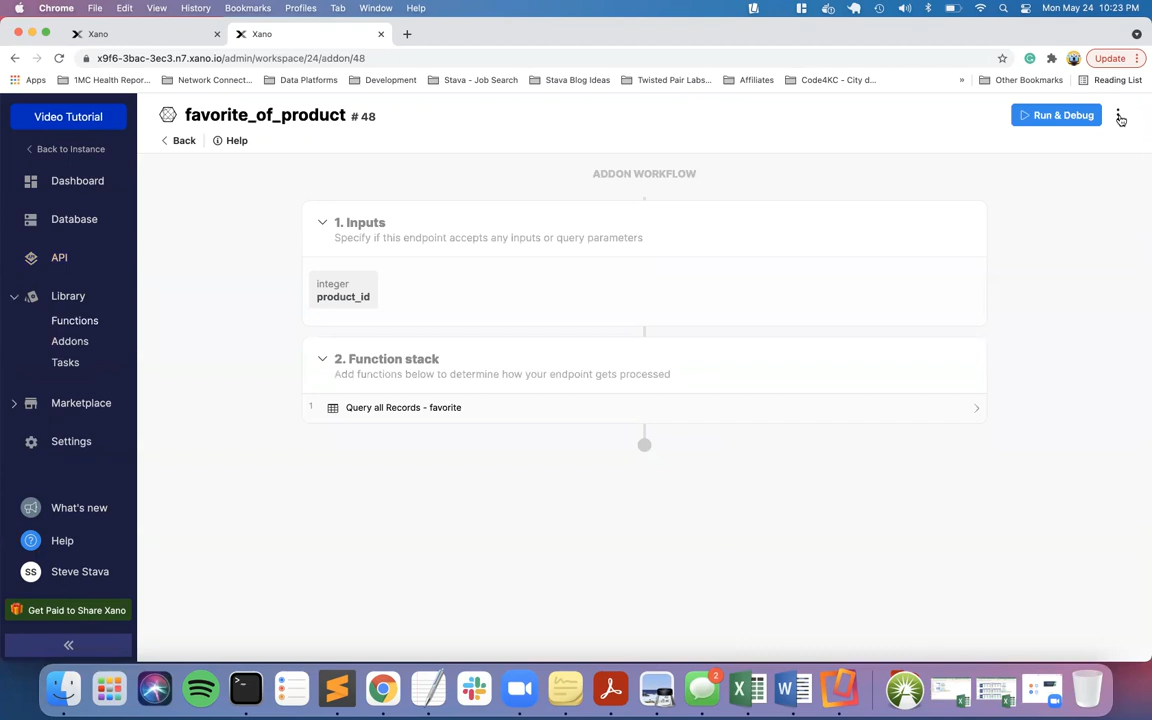 Chrome File Edit View History Bookmarks Profiles Tab Window Help Mon May 24 10:23 PM
Xano Xano
x9f6-3bac-3ec3.n7.xano.io/admin/workspace/24/addon/48 Update
Apps 1MC Health Repor... Network Connect... Data Platforms Development Stava - Job Search Stava Blog Ideas Twisted Pair Labs... Affiliates Code4KC - City d... » Other Bookmarks Reading List
Video Tutorial
Back to Instance
Dashboard
Database
API
Library
Functions
Addons
Tasks
Marketplace
Settings
What's new
Help
SS Steve Stava
Get Paid to Share Xano
favorite_of_product # 48
Run & Debug
Back Help
ADDON WORKFLOW
1. Inputs
Specify if this endpoint accepts any inputs or query parameters
integer
product_id
2. Function stack
Add functions below to determine how your endpoint gets processed
1 Query all Records - favorite
2